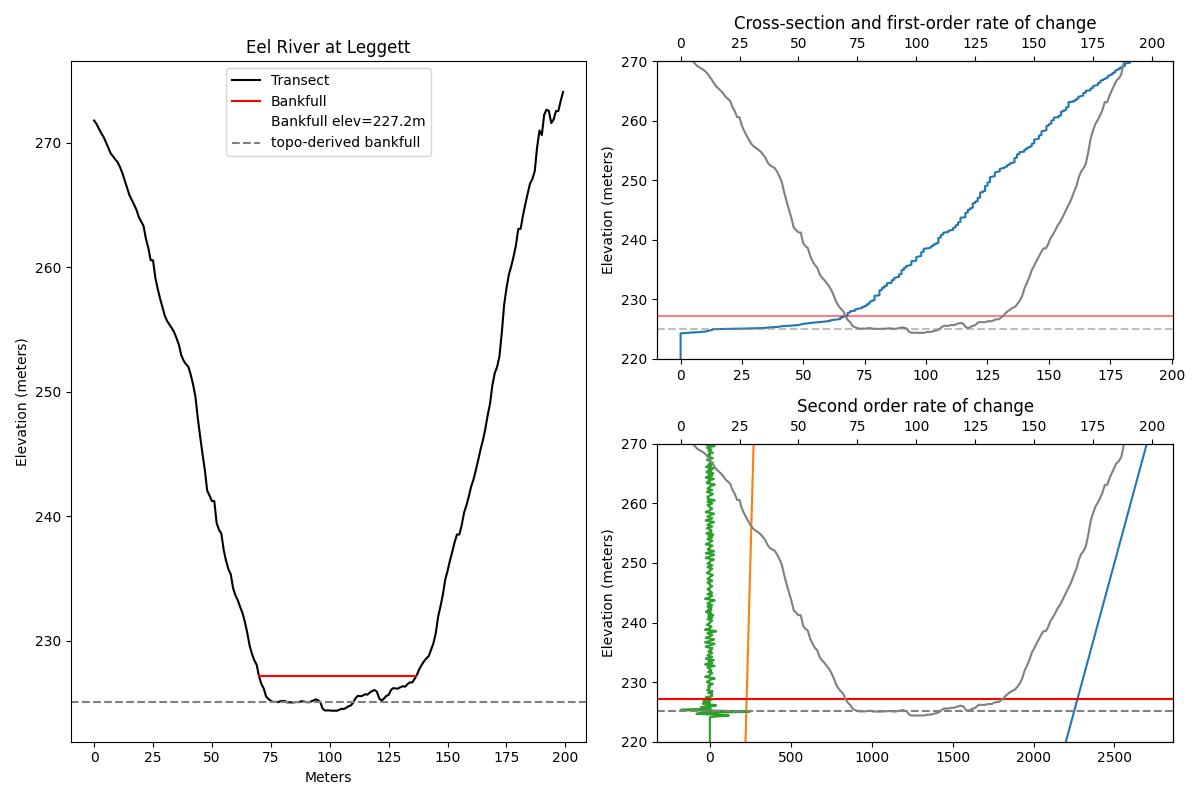 Eel River at Leggett
Transect
Bankfull
Bankfull elev=227.2m
topo-derived bankfull
270
260
250
240
230
Elevation (meters)
0 25 50 75 100 125 150 175 200
Meters
Cross-section and first-order rate of change
0 25 50 75 100 125 150 175 200
270
260
250
240
230
220
Elevation (meters)
0 25 50 75 100 125 150 175 200
Second order rate of change
0 25 50 75 100 125 150 175 200
270
260
250
240
230
220
Elevation (meters)
0 500 1000 1500 2000 2500